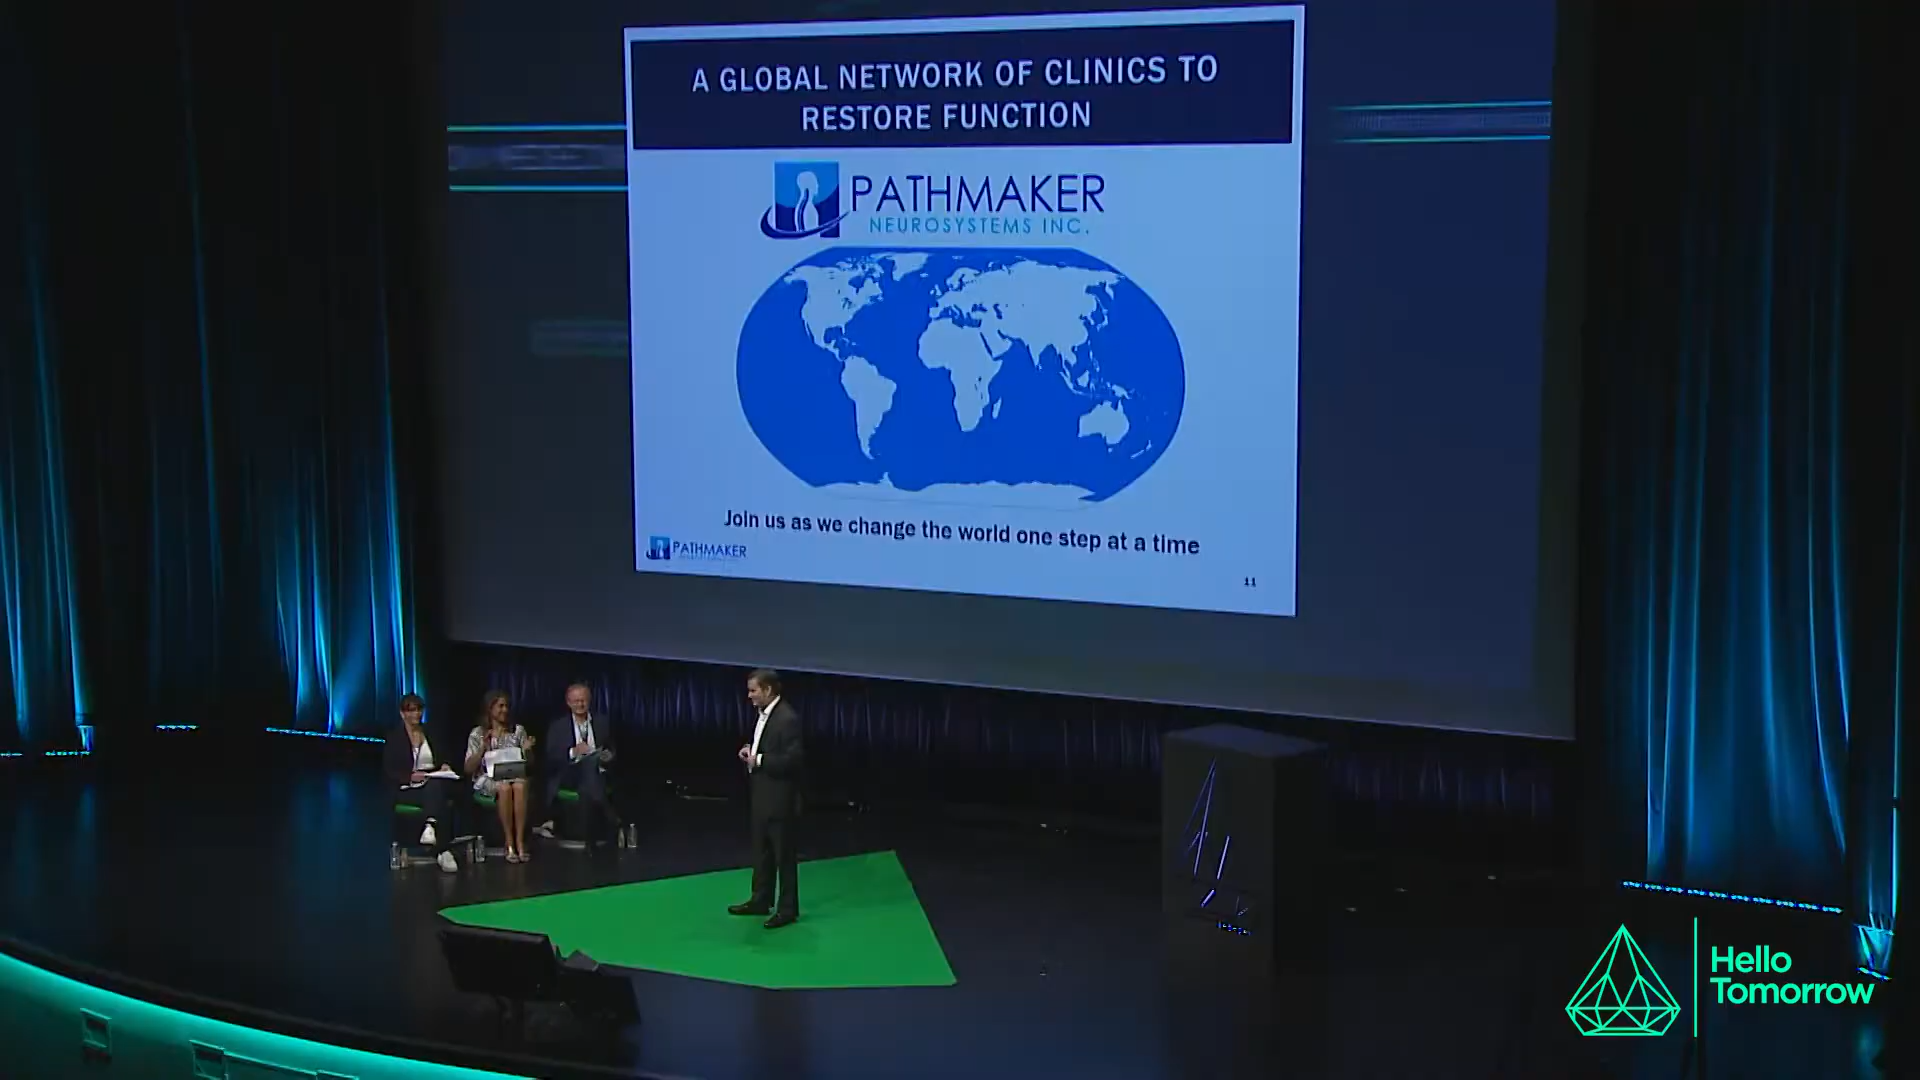 A GLOBAL NETWORK OF CLINICS TO
RESTORE FUNCTION
PATHMAKER
NEUROSYSTEMS INC.
Join us as we change the world one step at a time
PATHMAKER
11
Hello
Tomorrow